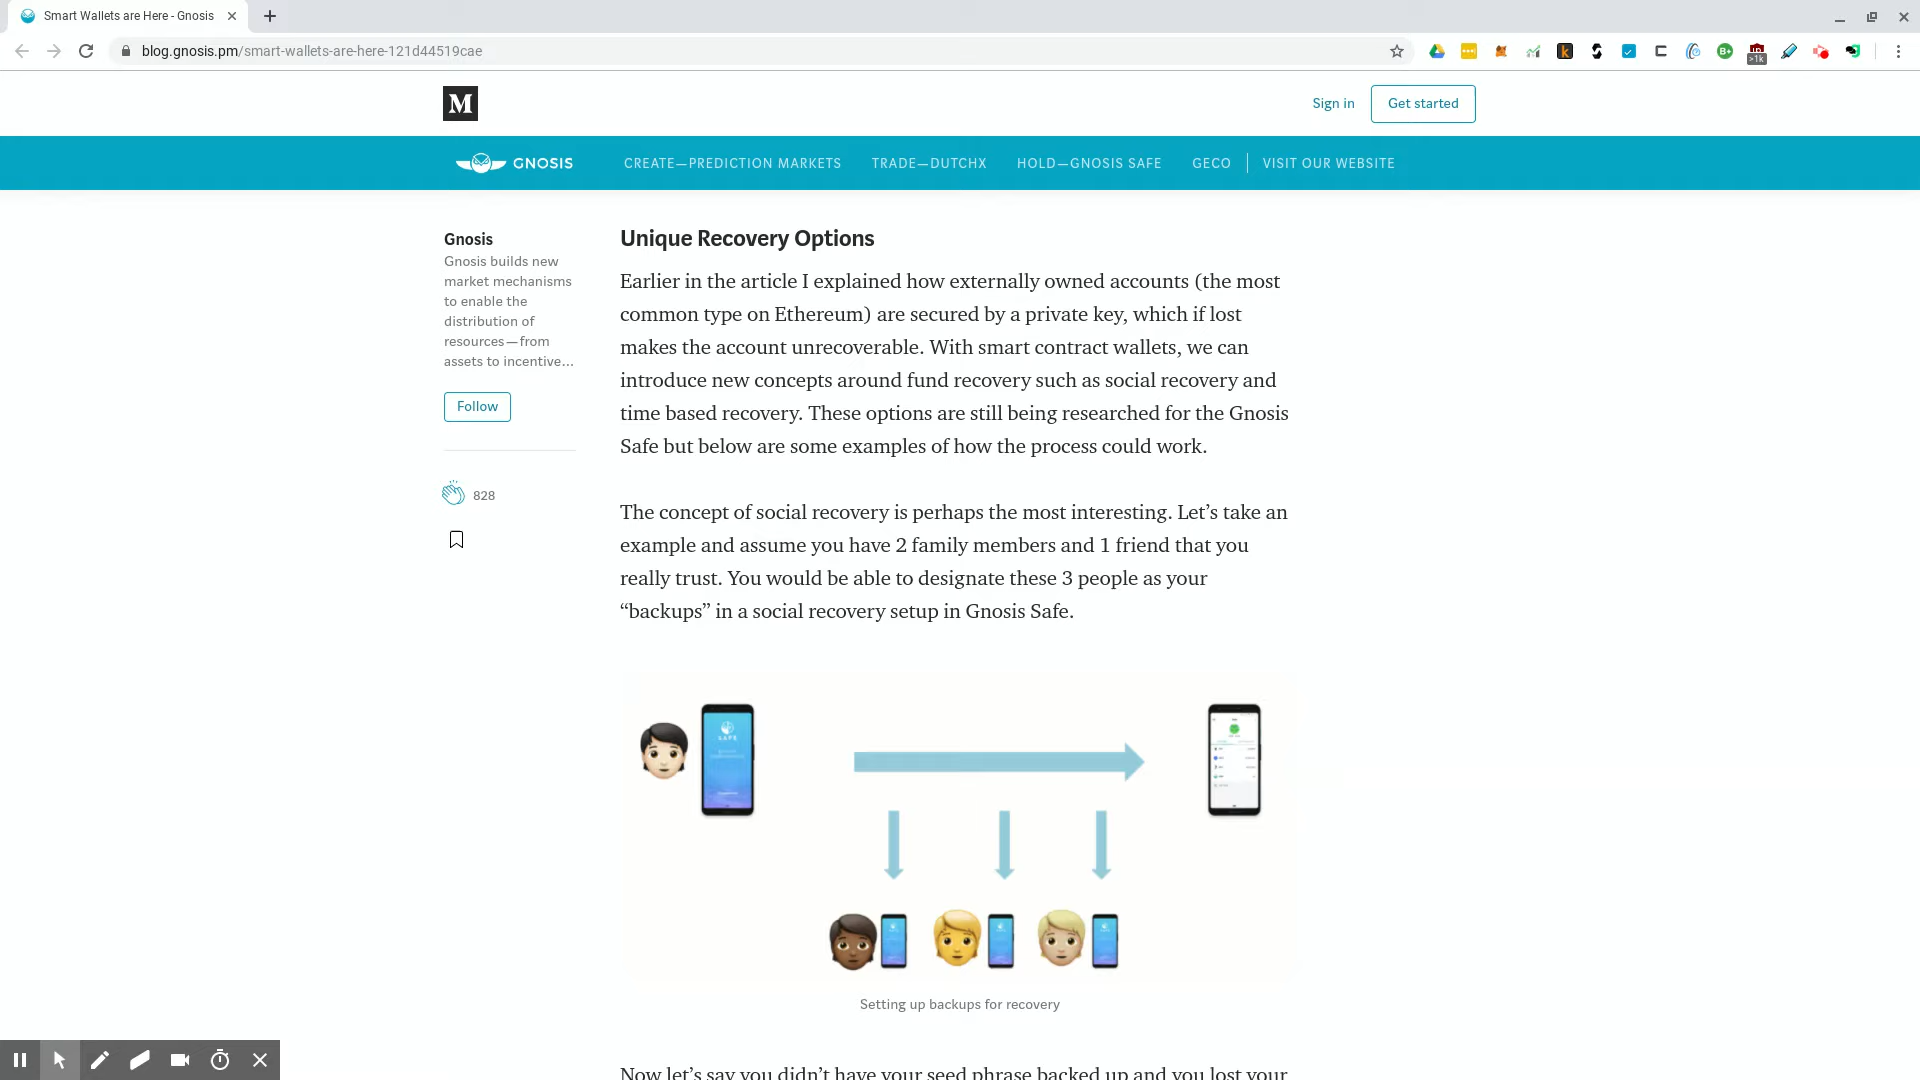 Smart Wallets are Here - Gnosis
blog.gnosis.pm/smart-wallets-are-here-121d44519cae
>1k
M
Sign in
Get started
GNOSIS
CREATE—PREDICTION MARKETS
TRADE—DUTCHX
HOLD—GNOSIS SAFE
GECO
VISIT OUR WEBSITE
Gnosis
Gnosis builds new
market mechanisms
to enable the
distribution of
resources — from
assets to incentive…
Follow
828
Unique Recovery Options
Earlier in the article I explained how externally owned accounts (the most
common type on Ethereum) are secured by a private key, which if lost
makes the account unrecoverable. With smart contract wallets, we can
introduce new concepts around fund recovery such as social recovery and
time based recovery. These options are still being researched for the Gnosis
Safe but below are some examples of how the process could work.
The concept of social recovery is perhaps the most interesting. Let’s take an
example and assume you have 2 family members and 1 friend that you
really trust. You would be able to designate these 3 people as your
“backups” in a social recovery setup in Gnosis Safe.
SAFE
Setting up backups for recovery
Now let’s say you didn’t have your seed phrase backed up and you lost your